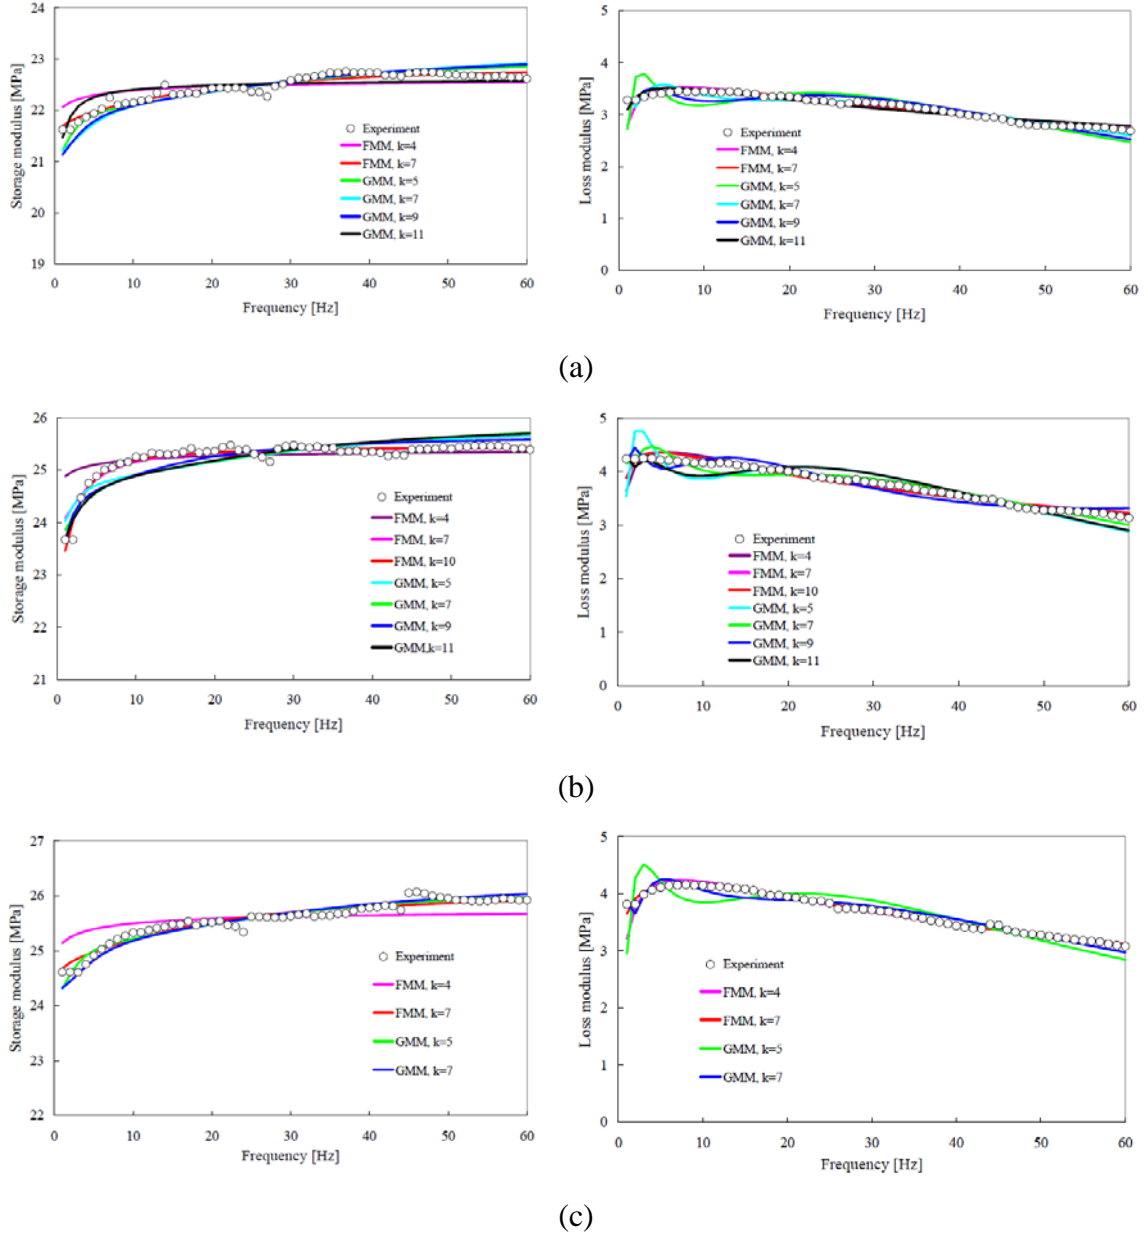 Storage modulus [MPa]
24
23
22
21
20
19
0 10 20 30 40 50 60
Frequency [Hz]
Experiment
FMM, k=4
FMM, k=7
GMM, k=5
GMM, k=7
GMM, k=9
GMM, k=11
Loss modulus [MPa]
5
4
3
2
1
0
0 10 20 30 40 50 60
Frequency [Hz]
Experiment
FMM, k=4
FMM, k=7
GMM, k=5
GMM, k=7
GMM, k=9
GMM, k=11
(a)
Storage modulus [MPa]
26
25
24
23
22
21
0 10 20 30 40 50 60
Frequency [Hz]
Experiment
FMM, k=4
FMM, k=7
FMM, k=10
GMM, k=5
GMM, k=7
GMM, k=9
GMM,k=11
Loss modulus [MPa]
5
4
3
2
1
0
0 10 20 30 40 50 60
Frequency [Hz]
Experiment
FMM, k=4
FMM, k=7
FMM, k=10
GMM, k=5
GMM, k=7
GMM, k=9
GMM, k=11
(b)
Storage modulus [MPa]
27
26
25
24
23
22
0 10 20 30 40 50 60
Frequency [Hz]
Experiment
FMM, k=4
FMM, k=7
GMM, k=5
GMM, k=7
Loss modulus [MPa]
5
4
3
2
1
0
0 10 20 30 40 50 60
Frequency [Hz]
Experiment
FMM, k=4
FMM, k=7
GMM, k=5
GMM, k=7
(c)